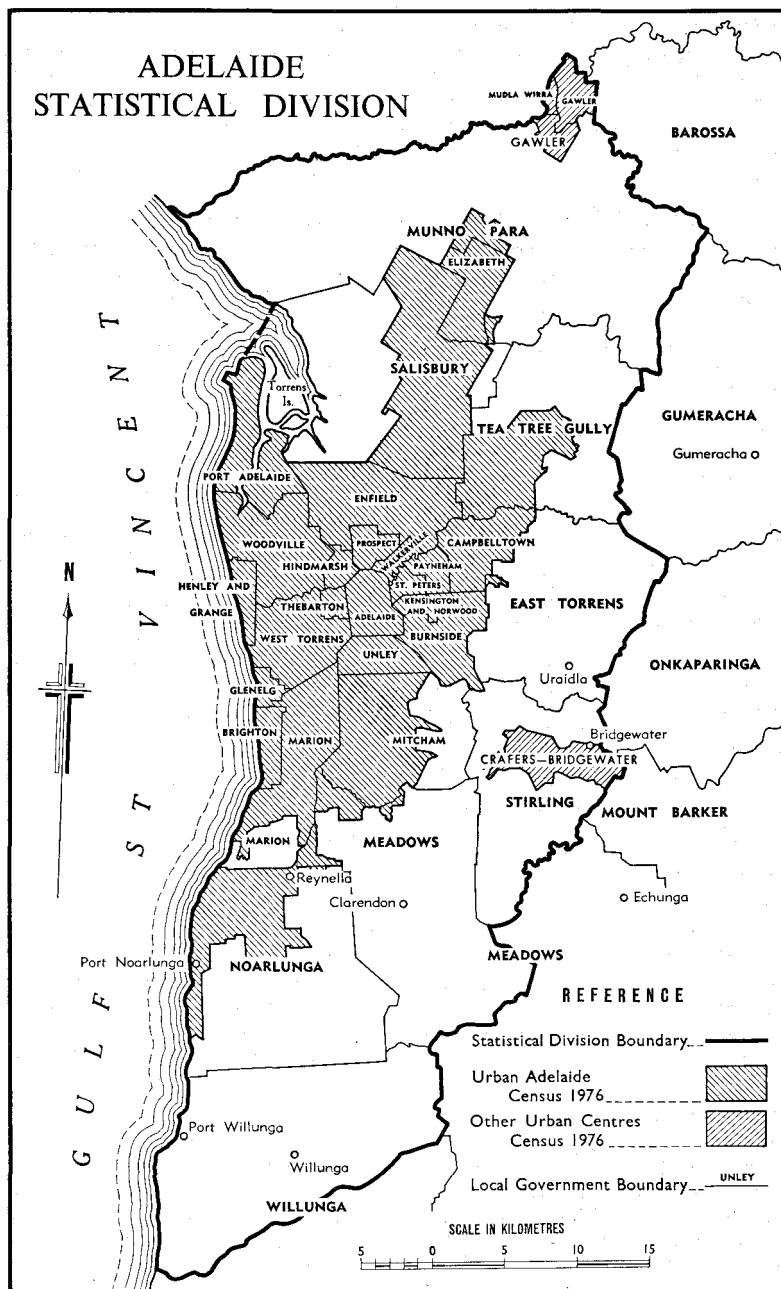 ADELAIDE
STATISTICAL DIVISION
MUDLA WIRRA
GAWLER
GAWLER
BAROSSA
MUNNO PARA
ELIZABETH
SALISBURY
Torrens
Is.
TEA TREE GULLY
GUMERACHA
Gumeracha
PORT ADELAIDE
ENFIELD
WOODVILLE
PROSPECT
WALKERVILLE
CAMPBELLTOWN
HINDMARSH
PAYNEHAM
ST. PETERS
HENLEY AND
GRANGE
THEBARTON
KENSINGTON
AND NORWOOD
EAST TORRENS
ADELAIDE
WEST TORRENS
BURNSIDE
UNLEY
ONKAPARINGA
Uraidla
GLENELG
BRIGHTON
MARION
MITCHAM
Bridgewater
CRAFERS—BRIDGEWATER
STIRLING
MOUNT BARKER
MARION
MEADOWS
Reynella
Clarendon
Echunga
Port Noarlunga
NOARLUNGA
MEADOWS
Port Willunga
Willunga
WILLUNGA
GULF ST VINCENT
N
REFERENCE
Statistical Division Boundary
Urban Adelaide
Census 1976
Other Urban Centres
Census 1976
UNLEY
Local Government Boundary
SCALE IN KILOMETRES
5 0 5 10 15